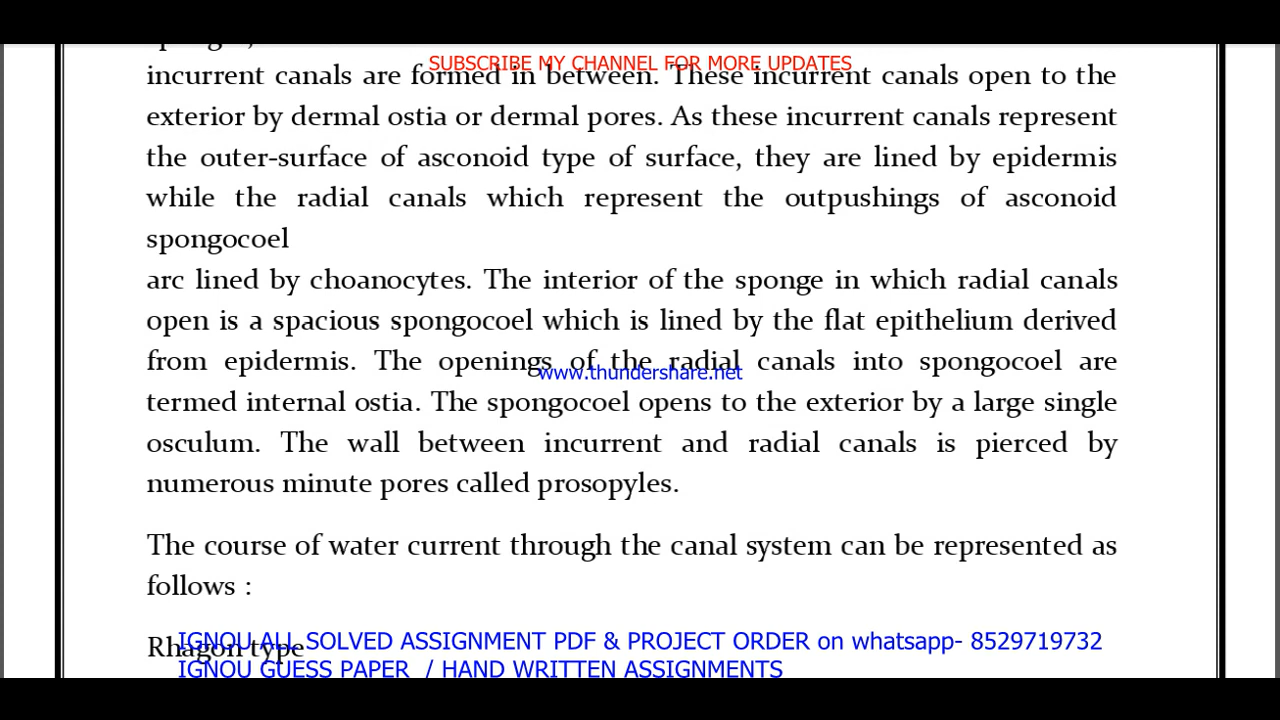 SUBSCRIBE MY CHANNEL FOR MORE UPDATES
incurrent canals are formed in between. These incurrent canals open to the
exterior by dermal ostia or dermal pores. As these incurrent canals represent
the outer-surface of asconoid type of surface, they are lined by epidermis
while the radial canals which represent the outpushings of asconoid
spongocoel
arc lined by choanocytes. The interior of the sponge in which radial canals
open is a spacious spongocoel which is lined by the flat epithelium derived
from epidermis. The openings of the radial canals into spongocoel are
www.thundershare.net
termed internal ostia. The spongocoel opens to the exterior by a large single
osculum. The wall between incurrent and radial canals is pierced by
numerous minute pores called prosopyles.
The course of water current through the canal system can be represented as
follows :
Rhagon type
IGNOU ALL SOLVED ASSIGNMENT PDF & PROJECT ORDER on whatsapp- 8529719732
IGNOU GUESS PAPER / HAND WRITTEN ASSIGNMENTS